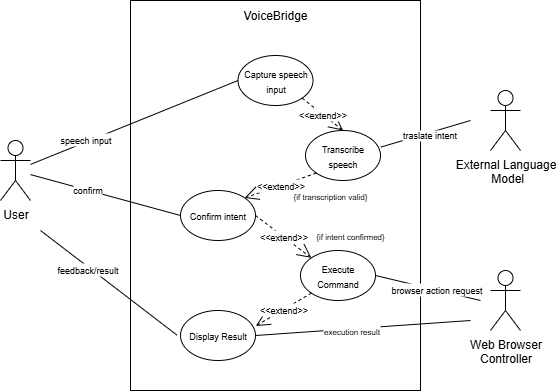 VoiceBridge
Capture speech
input
<<extend>>
speech input
Transcribe
speech
traslate intent
External Language
Model
<<extend>>
{if transcription valid}
confirm
User
Confirm intent
<<extend>>
{if intent confirmed}
feedback/result
Execute
Command
browser action request
<<extend>>
Display Result
execution result
Web Browser
Controller